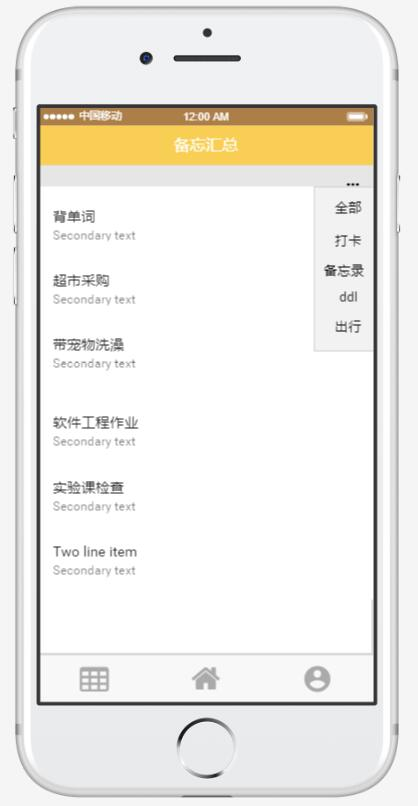 中国移动 12:00 AM
备忘汇总
...
全部
打卡
备忘录
ddl
出行
背单词
Secondary text
超市采购
Secondary text
带宠物洗澡
Secondary text
软件工程作业
Secondary text
实验课检查
Secondary text
Two line item
Secondary text